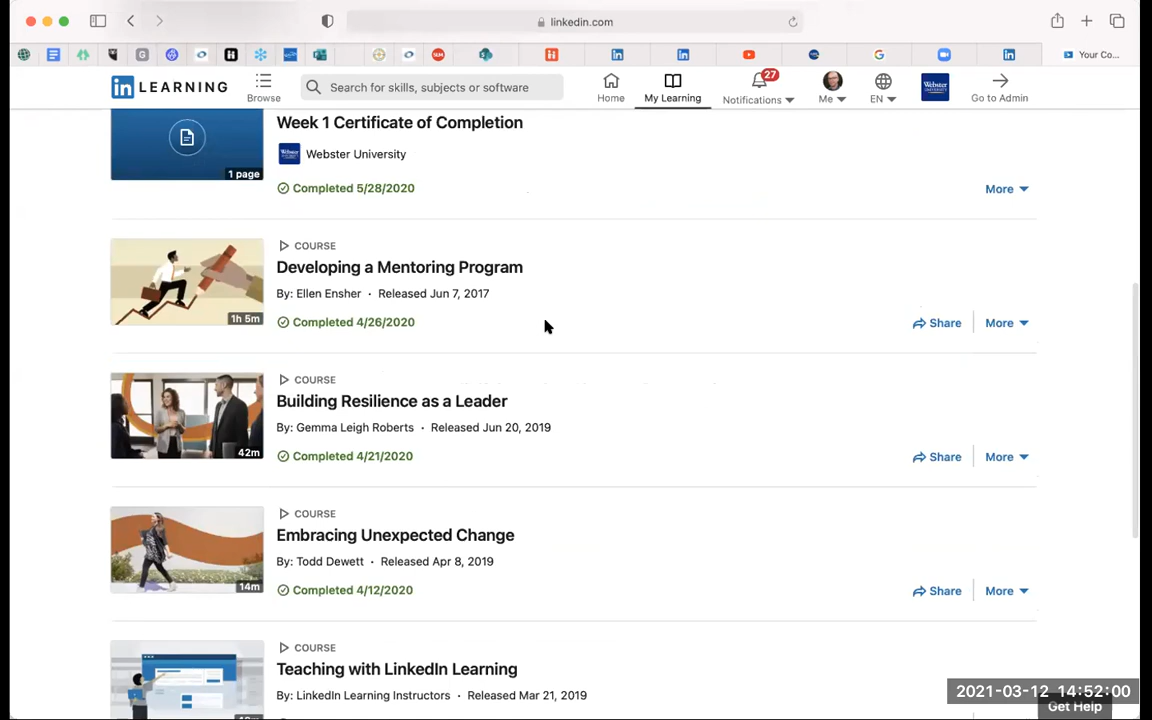 linkedin.com
Your Co...
in LEARNING
Browse
Search for skills, subjects or software
Home
My Learning
27
Notifications
Me
EN
Go to Admin
Week 1 Certificate of Completion
1 page
Webster University
Completed 5/28/2020
More
COURSE
Developing a Mentoring Program
By: Ellen Ensher · Released Jun 7, 2017
1h 5m
Completed 4/26/2020
Share
More
COURSE
Building Resilience as a Leader
By: Gemma Leigh Roberts · Released Jun 20, 2019
42m
Completed 4/21/2020
Share
More
COURSE
Embracing Unexpected Change
By: Todd Dewett · Released Apr 8, 2019
14m
Completed 4/12/2020
Share
More
COURSE
Teaching with LinkedIn Learning
By: LinkedIn Learning Instructors · Released Mar 21, 2019
2021-03-12 14:52:00
Get Help